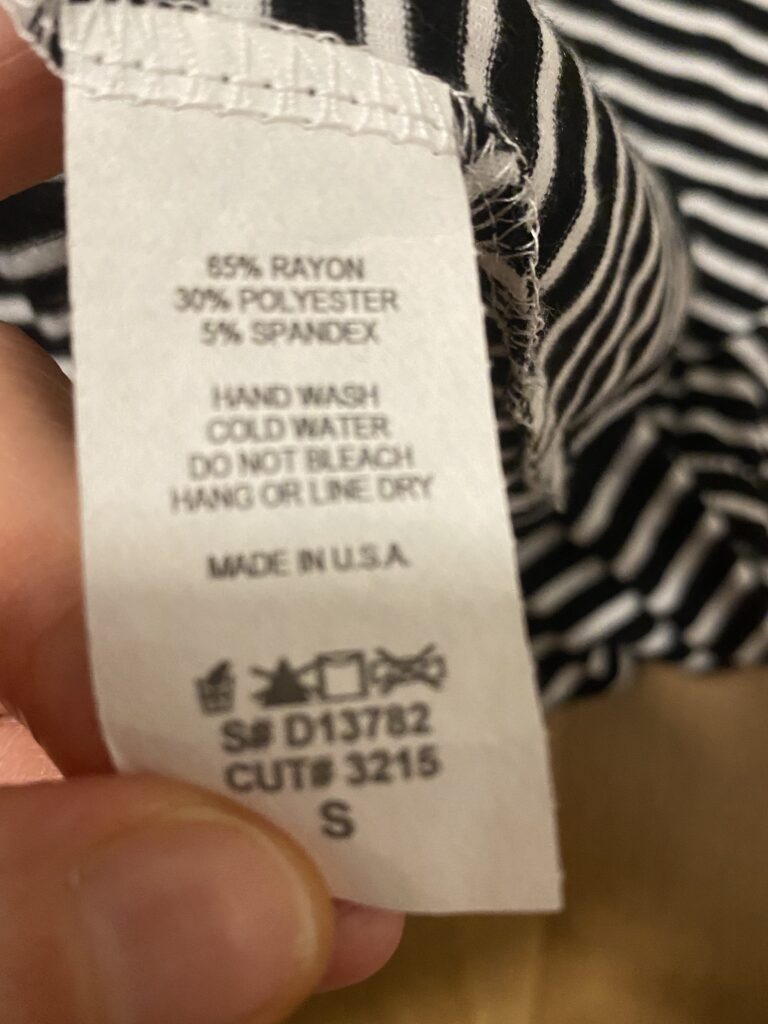 65% RAYON
30% POLYESTER
5% SPANDEX
HAND WASH
COLD WATER
DO NOT BLEACH
HANG OR LINE DRY
MADE IN U.S.A.
S# D13782
CUT# 3215
S